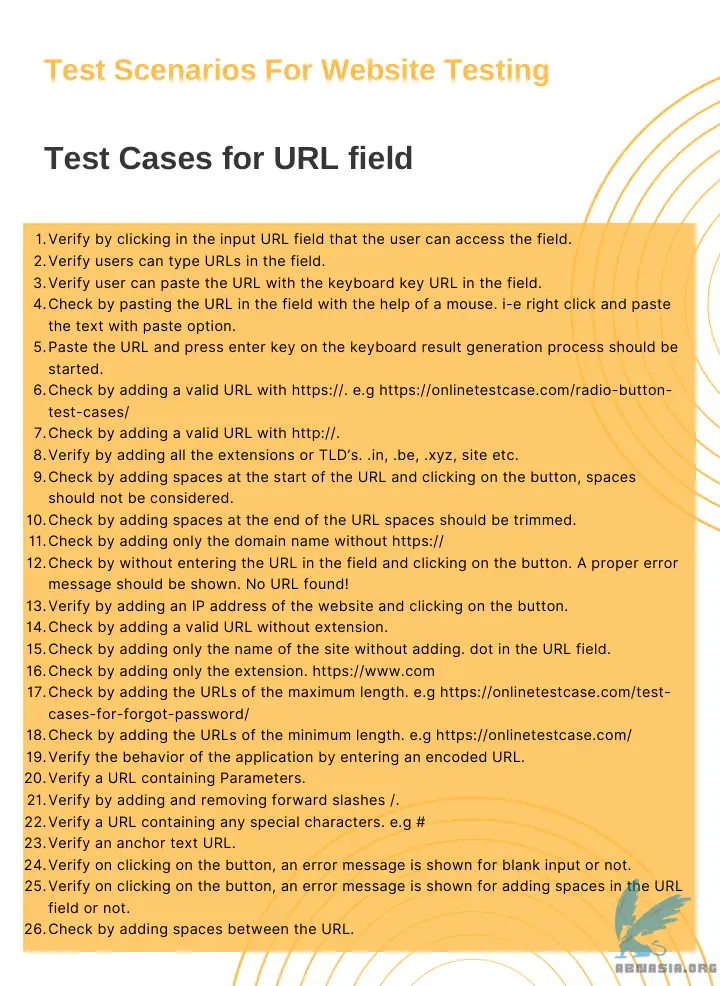 Test Scenarios For Website Testing
Test Cases for URL field
1. Verify by clicking in the input URL field that the user can access the field.
2. Verify users can type URLs in the field.
3. Verify user can paste the URL with the keyboard key URL in the field.
4. Check by pasting the URL in the field with the help of a mouse. i-e right click and paste
the text with paste option.
5. Paste the URL and press enter key on the keyboard result generation process should be
started.
6. Check by adding a valid URL with https://. e.g https://onlinetestcase.com/radio-button-
test-cases/
7. Check by adding a valid URL with http://.
8. Verify by adding all the extensions or TLD’s. .in, .be, .xyz, site etc.
9. Check by adding spaces at the start of the URL and clicking on the button, spaces
should not be considered.
10. Check by adding spaces at the end of the URL spaces should be trimmed.
11. Check by adding only the domain name without https://
12. Check by without entering the URL in the field and clicking on the button. A proper error
message should be shown. No URL found!
13. Verify by adding an IP address of the website and clicking on the button.
14. Check by adding a valid URL without extension.
15. Check by adding only the name of the site without adding. dot in the URL field.
16. Check by adding only the extension. https://www.com
17. Check by adding the URLs of the maximum length. e.g https://onlinetestcase.com/test-
cases-for-forgot-password/
18. Check by adding the URLs of the minimum length. e.g https://onlinetestcase.com/
19. Verify the behavior of the application by entering an encoded URL.
20. Verify a URL containing Parameters.
21. Verify by adding and removing forward slashes /.
22. Verify a URL containing any special characters. e.g #
23. Verify an anchor text URL.
24. Verify on clicking on the button, an error message is shown for blank input or not.
25. Verify on clicking on the button, an error message is shown for adding spaces in the URL
field or not.
26. Check by adding spaces between the URL.
ABWASIA.ORG